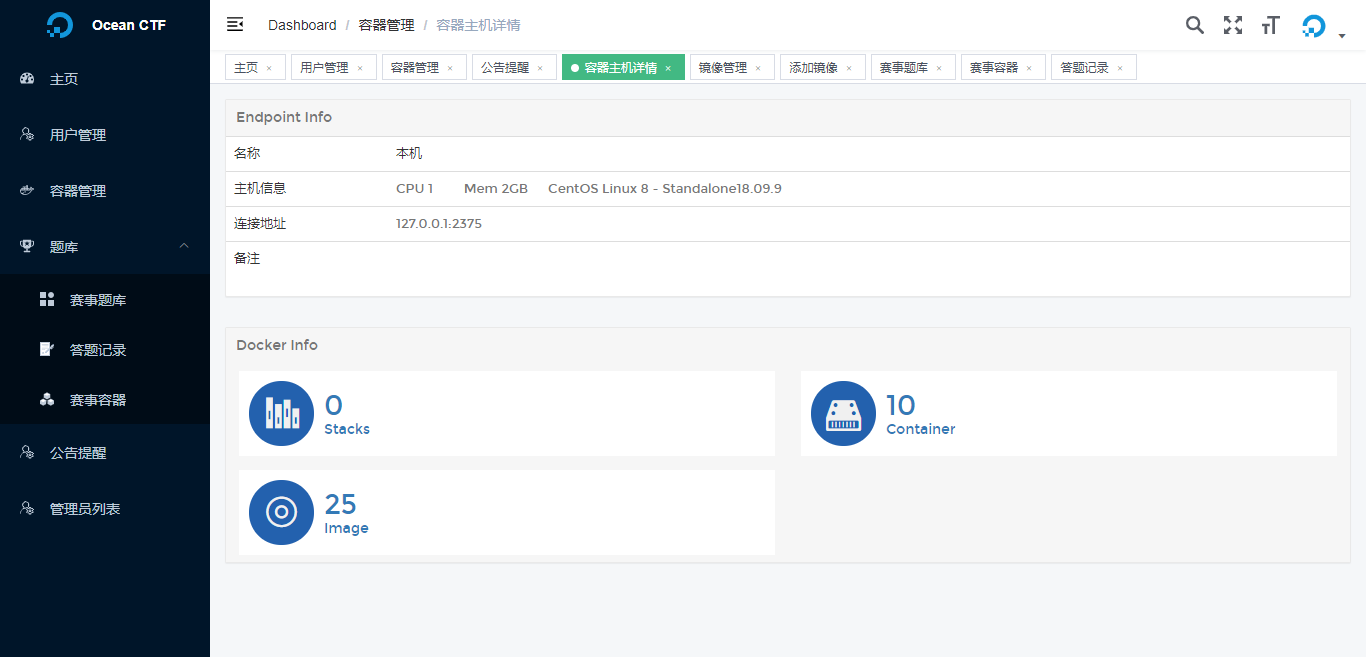 Ocean CTF
主页
用户管理
容器管理
题库
赛事题库
答题记录
赛事容器
公告提醒
管理员列表
Dashboard / 容器管理 / 容器主机详情
主页 × 用户管理 × 容器管理 × 公告提醒 × 容器主机详情 × 镜像管理 × 添加镜像 × 赛事题库 × 赛事容器 × 答题记录 ×
Endpoint Info
名称 本机
主机信息 CPU 1 Mem 2GB CentOS Linux 8 - Standalone18.09.9
连接地址 127.0.0.1:2375
备注
Docker Info
0
Stacks
10
Container
25
Image